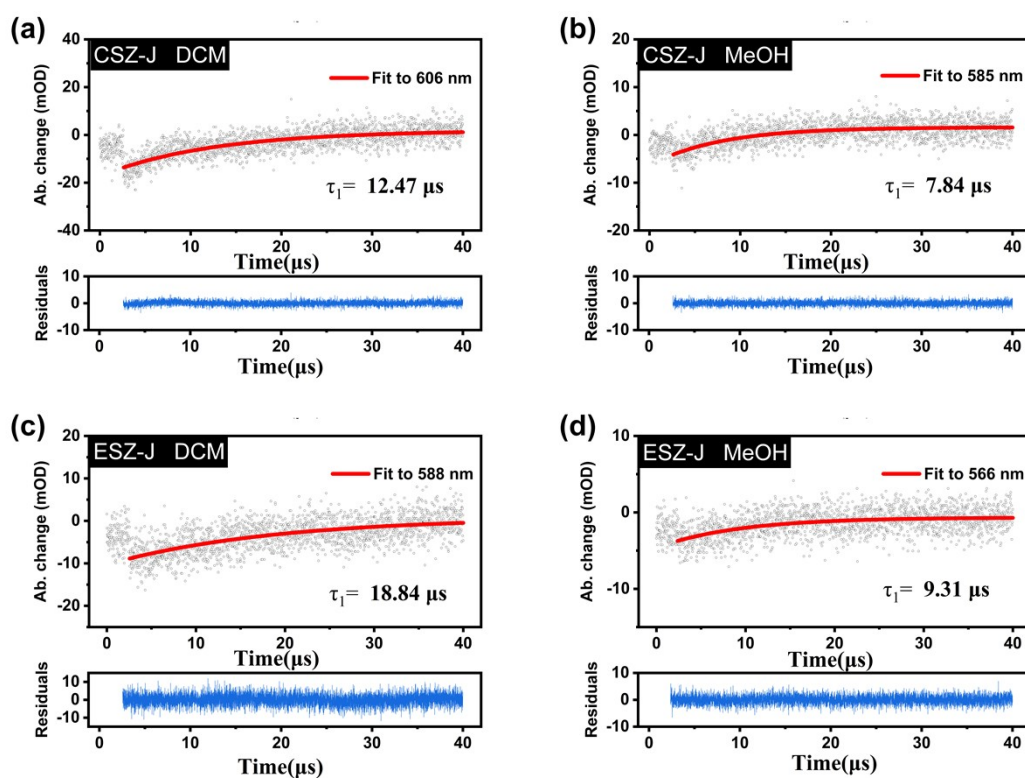 (a)
CSZ-J DCM
Fit to 606 nm
Ab. change (mOD)
40
20
0
-20
-40
τ1= 12.47 μs
0 10 20 30 40
Time(μs)
Residuals
10
0
-10
0 10 20 30 40
Time(μs)
(b)
CSZ-J MeOH
Fit to 585 nm
Ab. change (mOD)
20
10
0
-10
-20
τ1= 7.84 μs
0 10 20 30 40
Time(μs)
Residuals
10
0
-10
0 10 20 30 40
Time(μs)
(c)
ESZ-J DCM
Fit to 588 nm
Ab. change (mOD)
20
10
0
-10
-20
τ1= 18.84 μs
0 10 20 30 40
Time(μs)
Residuals
10
0
-10
0 10 20 30 40
Time(μs)
(d)
ESZ-J MeOH
Fit to 566 nm
Ab. change (mOD)
10
0
-10
τ1= 9.31 μs
0 10 20 30 40
Time(μs)
Residuals
10
0
-10
0 10 20 30 40
Time(μs)